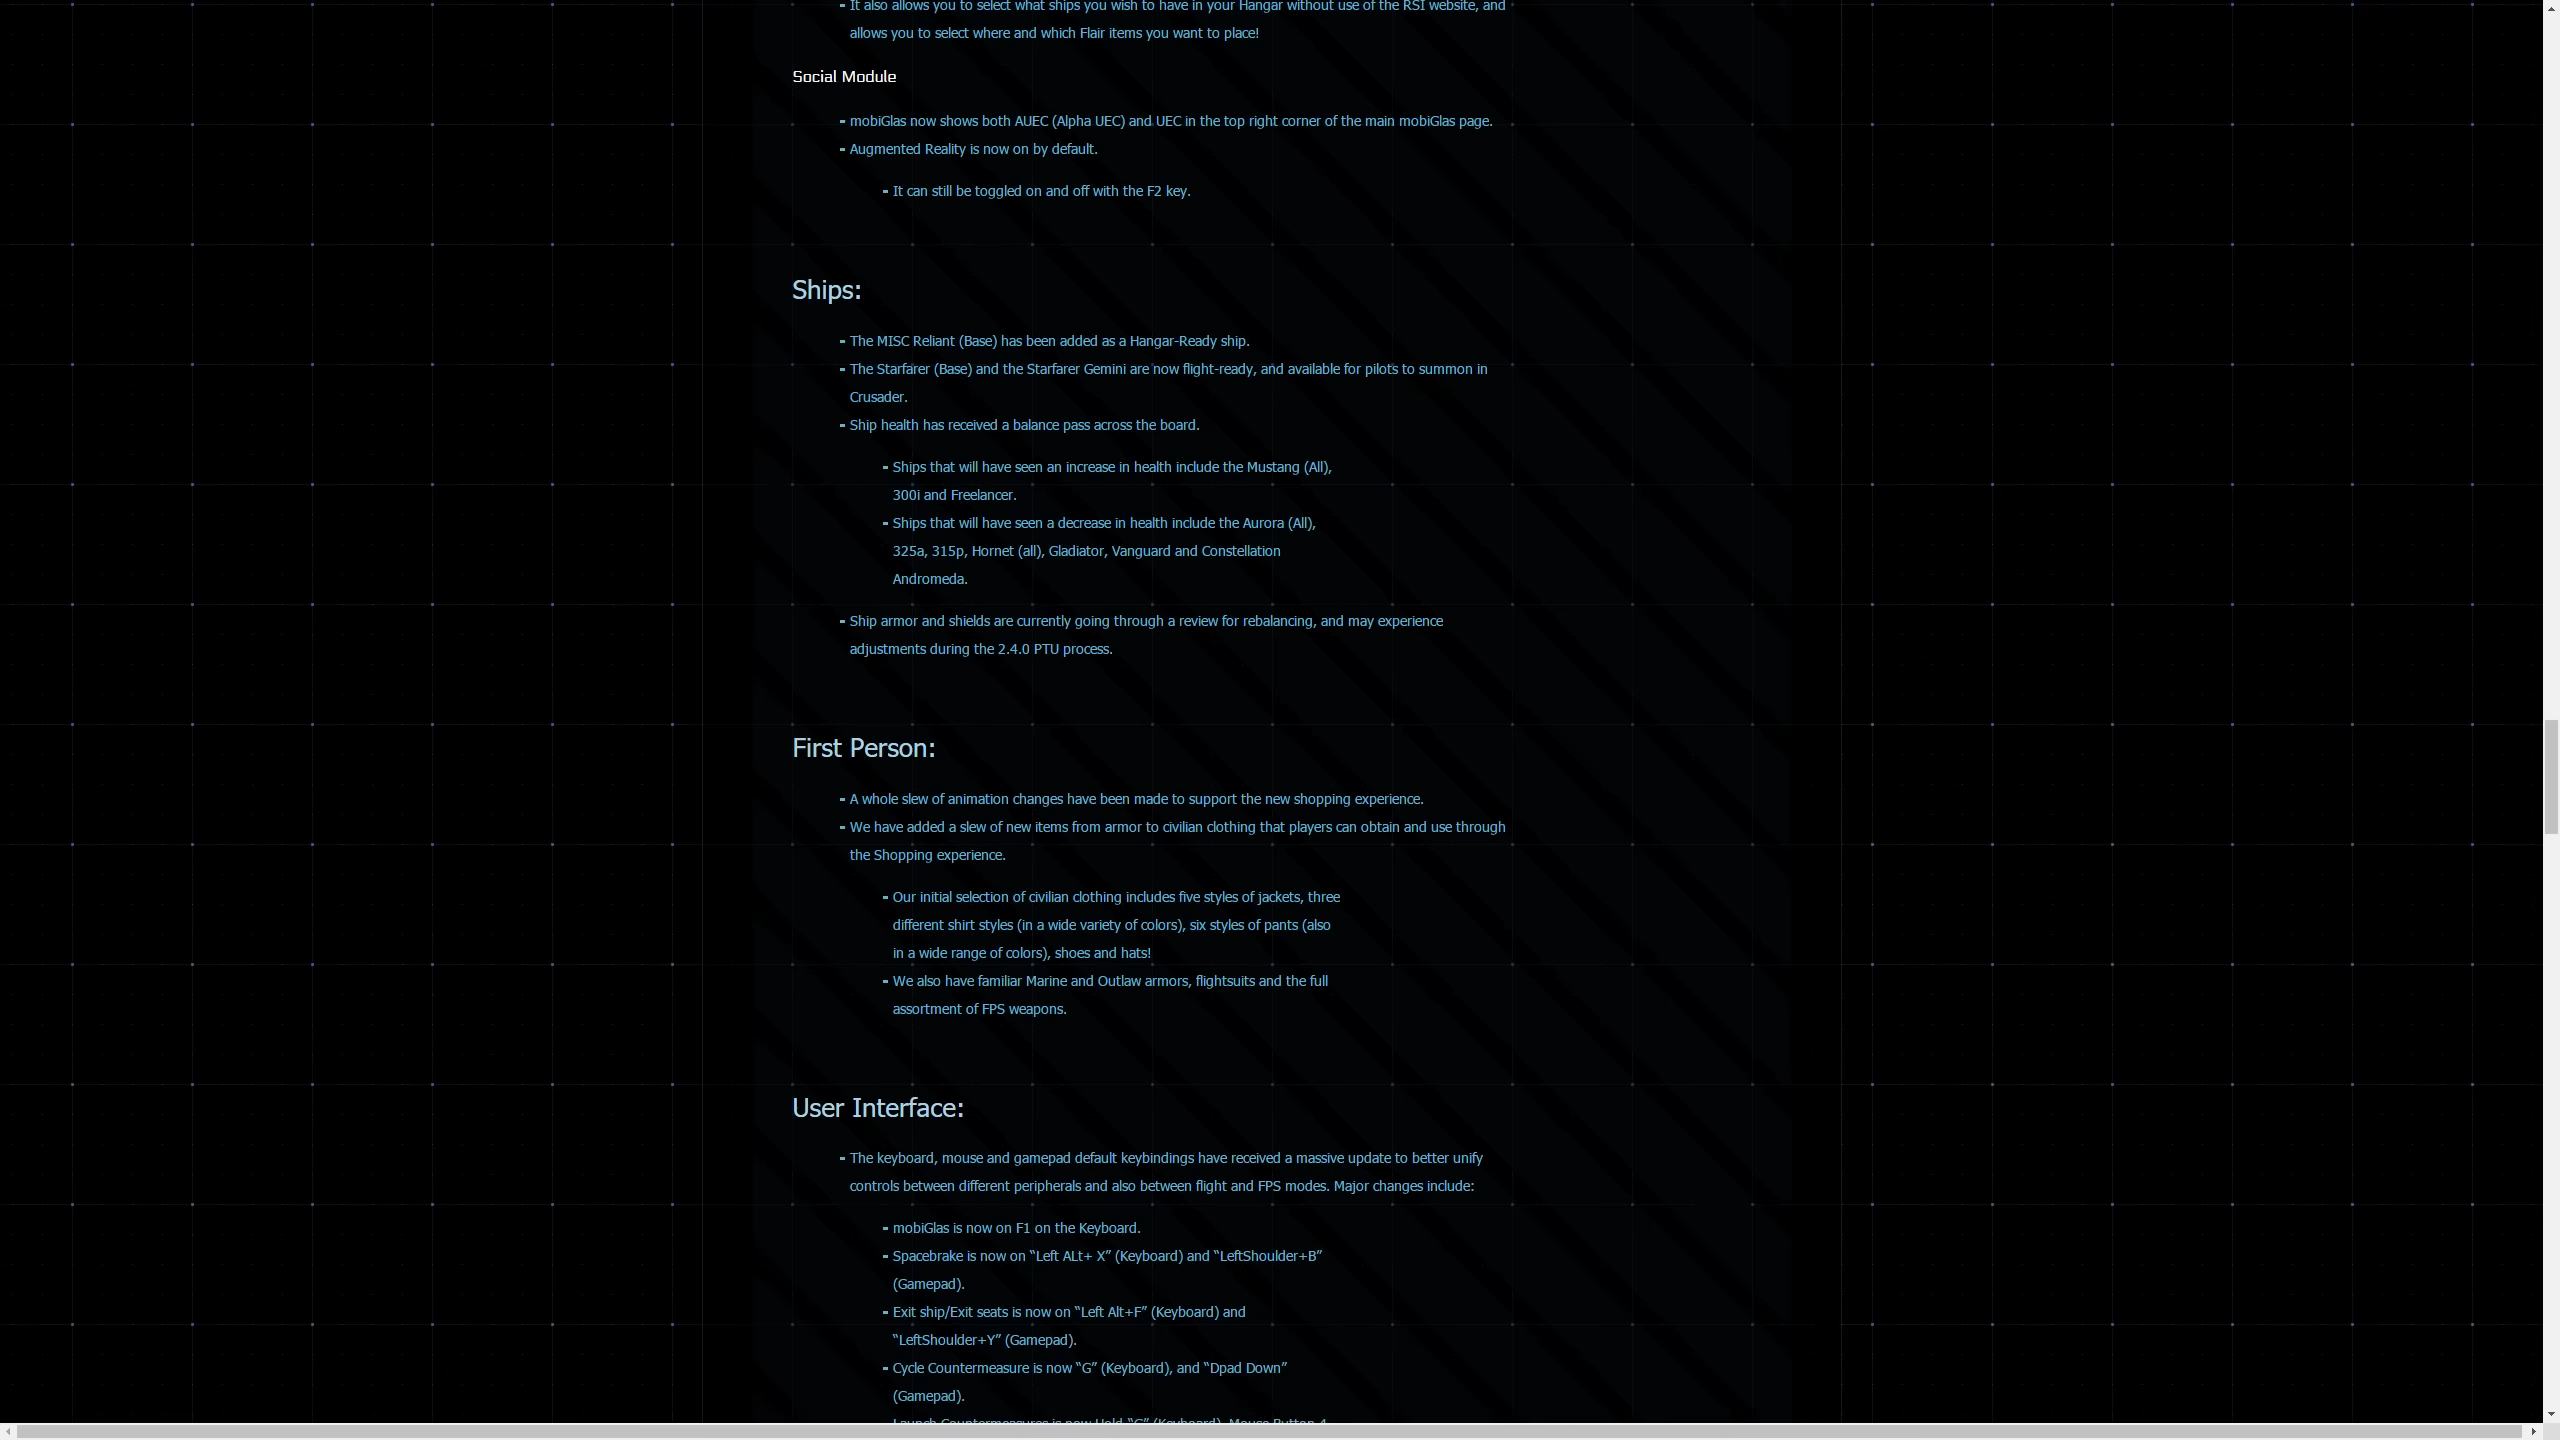 - It also allows you to select what ships you wish to have in your Hangar without use of the RSI website, and
allows you to select where and which Flair items you want to place!
Social Module
- mobiGlas now shows both AUEC (Alpha UEC) and UEC in the top right corner of the main mobiGlas page.
- Augmented Reality is now on by default.
- It can still be toggled on and off with the F2 key.
Ships:
- The MISC Reliant (Base) has been added as a Hangar-Ready ship.
- The Starfarer (Base) and the Starfarer Gemini are now flight-ready, and available for pilots to summon in
Crusader.
- Ship health has received a balance pass across the board.
- Ships that will have seen an increase in health include the Mustang (All),
300i and Freelancer.
- Ships that will have seen a decrease in health include the Aurora (All),
325a, 315p, Hornet (all), Gladiator, Vanguard and Constellation
Andromeda.
- Ship armor and shields are currently going through a review for rebalancing, and may experience
adjustments during the 2.4.0 PTU process.
First Person:
- A whole slew of animation changes have been made to support the new shopping experience.
- We have added a slew of new items from armor to civilian clothing that players can obtain and use through
the Shopping experience.
- Our initial selection of civilian clothing includes five styles of jackets, three
different shirt styles (in a wide variety of colors), six styles of pants (also
in a wide range of colors), shoes and hats!
- We also have familiar Marine and Outlaw armors, flightsuits and the full
assortment of FPS weapons.
User Interface:
- The keyboard, mouse and gamepad default keybindings have received a massive update to better unify
controls between different peripherals and also between flight and FPS modes. Major changes include:
- mobiGlas is now on F1 on the Keyboard.
- Spacebrake is now on “Left ALt+ X” (Keyboard) and “LeftShoulder+B”
(Gamepad).
- Exit ship/Exit seats is now on “Left Alt+F” (Keyboard) and
“LeftShoulder+Y” (Gamepad).
- Cycle Countermeasure is now “G” (Keyboard), and “Dpad Down”
(Gamepad).
- Launch Countermeasures is now Hold “G” (Keyboard), Mouse Button 4